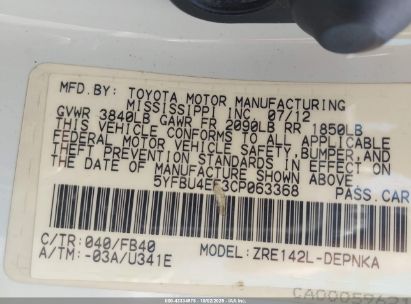 MFD.BY: TOYOTA MOTOR MANUFACTURING
MISSISSIPPI INC. 07/12
GVWR 3840LB GAWR FR 2090LB RR 1850LB
THIS VEHICLE CONFORMS TO ALL APPLICABLE
FEDERAL MOTOR VEHICLE SAFETY, BUMPER, AND
THEFT PREVENTION STANDARDS IN EFFECT ON
THE DATE OF MANUFACTURE SHOWN ABOVE.
PASS. CAR
C/TR: 040/FB40
MODEL: ZRE142L-DEPNKA
A/TM: -03A/U341E